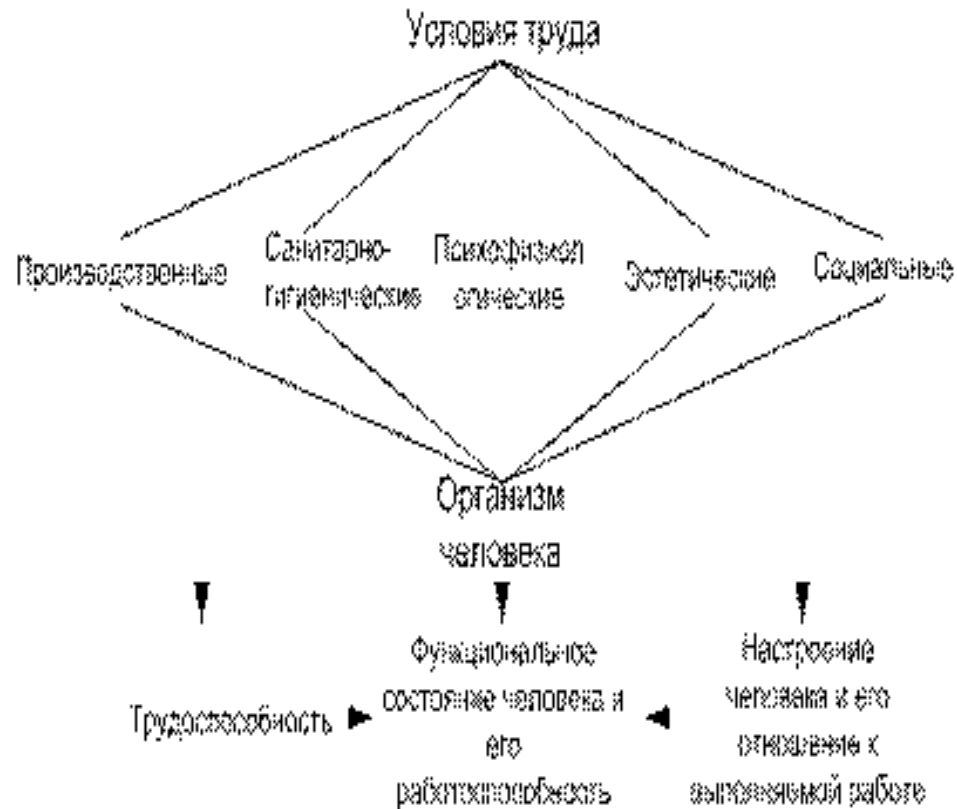 Условия труда
Производственные
Санитарно-
гигиенические
Психофизиол
огические
Эстетические
Социальные
Организм
человека
Трудоспособность
Функциональное
состояние человека и
его
работоспособность
Настроение
человека и его
отношение к
выполняемой работе